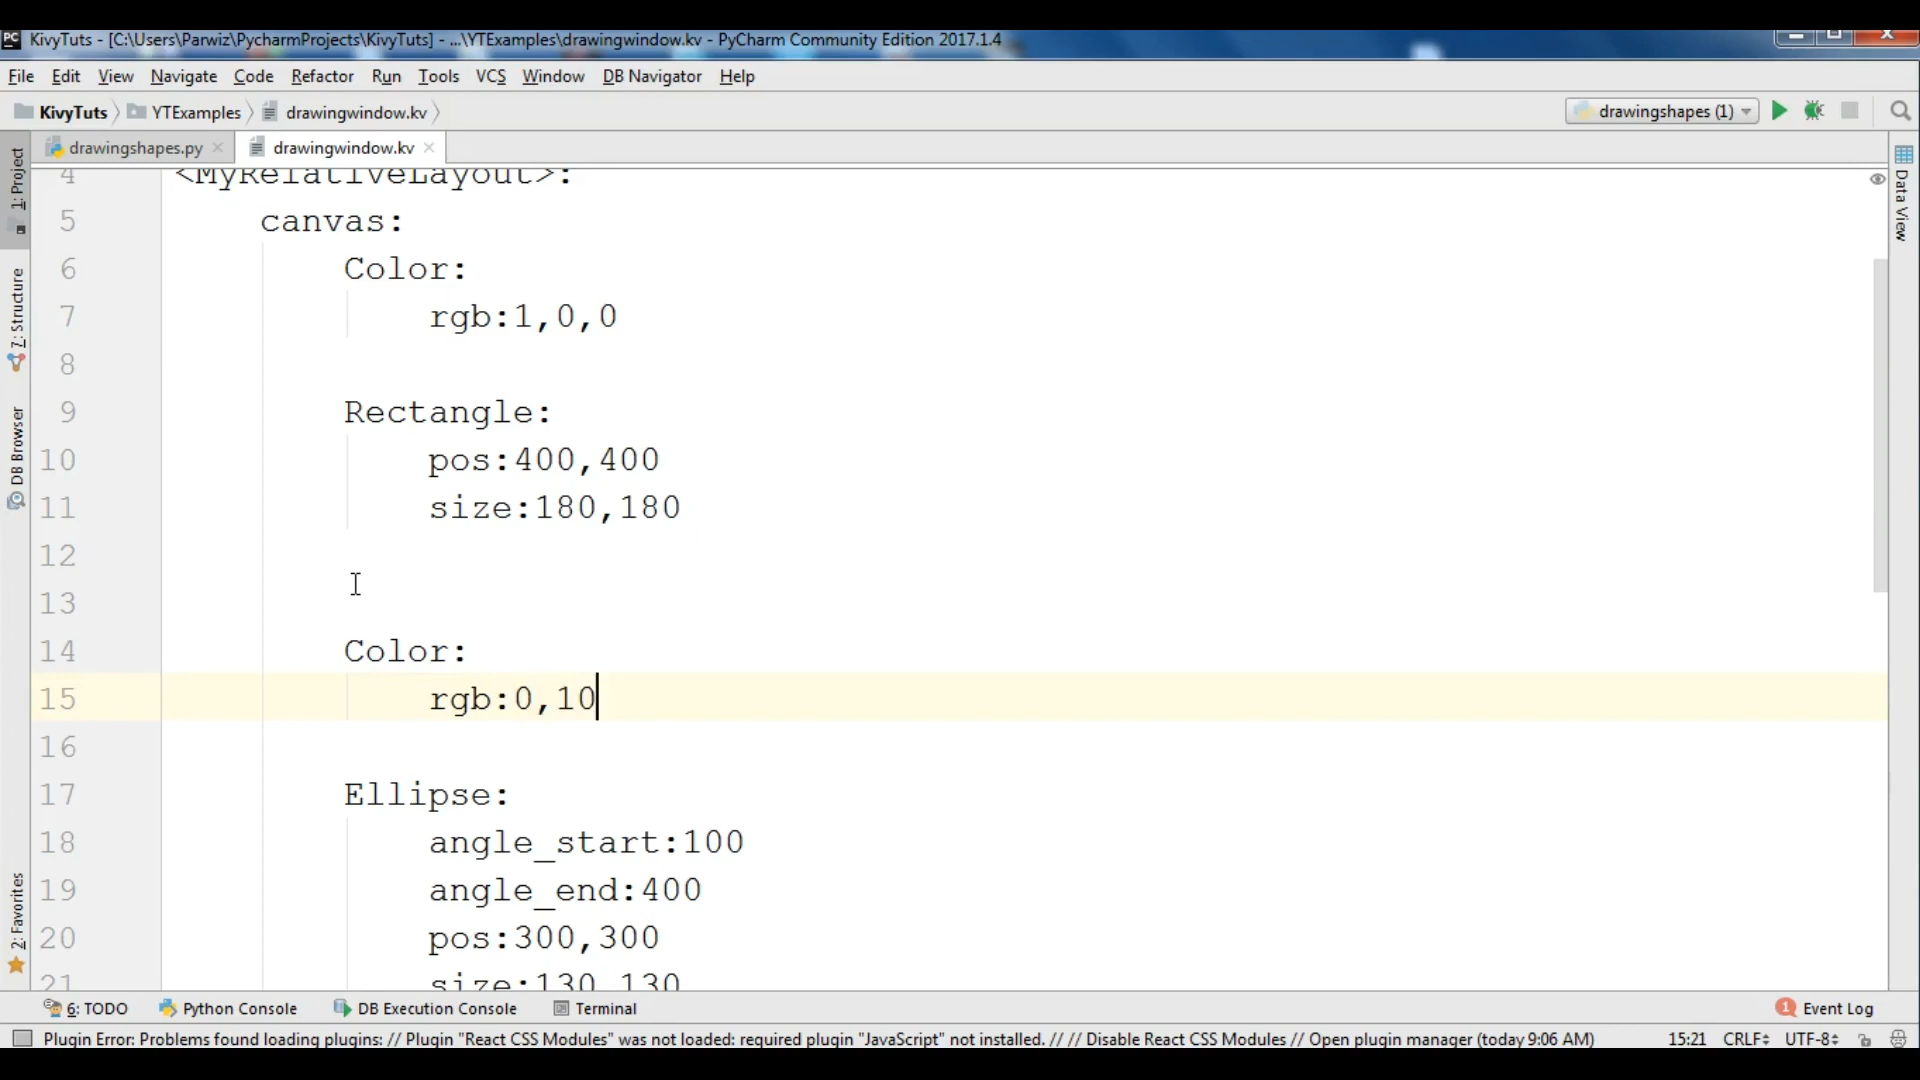 KivyTuts - [C:\Users\Parwiz\PycharmProjects\KivyTuts] - ...\YTExamples\drawingwindow.kv - PyCharm Community Edition 2017.1.4
File Edit View Navigate Code Refactor Run Tools VCS Window DB Navigator Help
KivyTuts YTExamples drawingwindow.kv drawingshapes (1)
drawingshapes.py drawingwindow.kv
1: Project
7: Structure
DB Browser
2: Favorites
Data View
4 <MyRelativeLayout>:
5 canvas:
6 Color:
7 rgb:1,0,0
8
9 Rectangle:
10 pos:400,400
11 size:180,180
12
13
14 Color:
15 rgb:0,10
16
17 Ellipse:
18 angle_start:100
19 angle_end:400
20 pos:300,300
21 size:130,130
6: TODO Python Console DB Execution Console Terminal 1 Event Log
Plugin Error: Problems found loading plugins: // Plugin "React CSS Modules" was not loaded: required plugin "JavaScript" not installed. // // Disable React CSS Modules // Open plugin manager (today 9:06 AM) 15:21 CRLF UTF-8